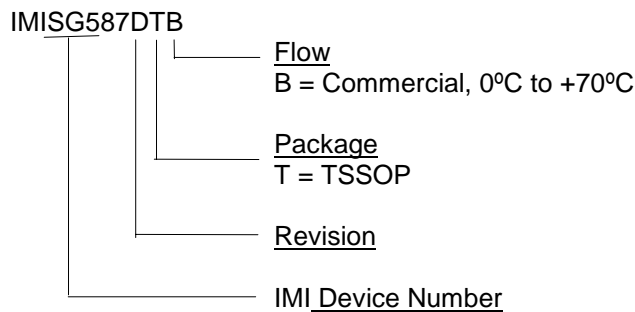 IMISG587DTB
Flow
B = Commercial, 0ºC to +70ºC
Package
T = TSSOP
Revision
IMI Device Number